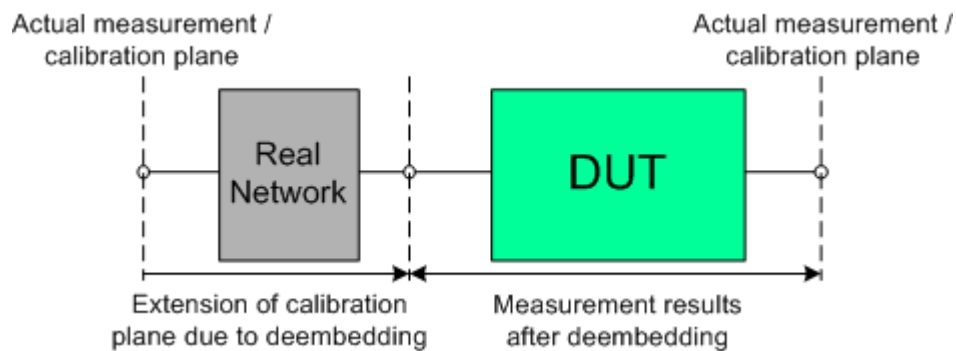 Actual measurement /
calibration plane
Actual measurement /
calibration plane
Real
Network
DUT
Extension of calibration
plane due to deembedding
Measurement results
after deembedding